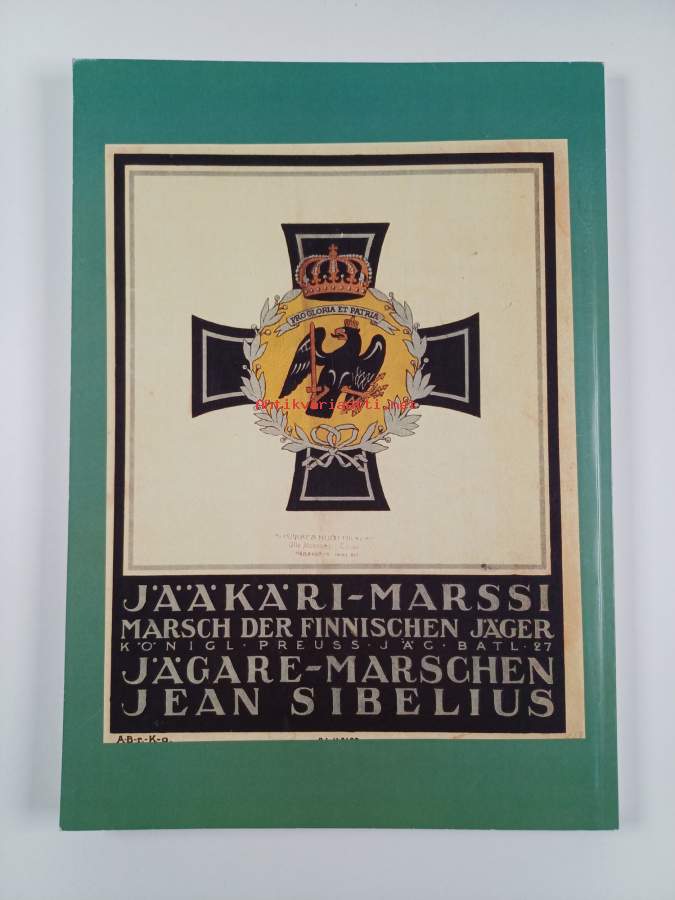 PRO GLORIA ET PATRIA
Antikvariaatti.net
JÄÄKÄRI-MARSSI
MARSCH DER FINNISCHEN JÄGER
KÖNIGL·PREUSS·JÄG·BATL·27
JÄGARE-MARSCHEN
JEAN SIBELIUS
A·B·r.-K-o.